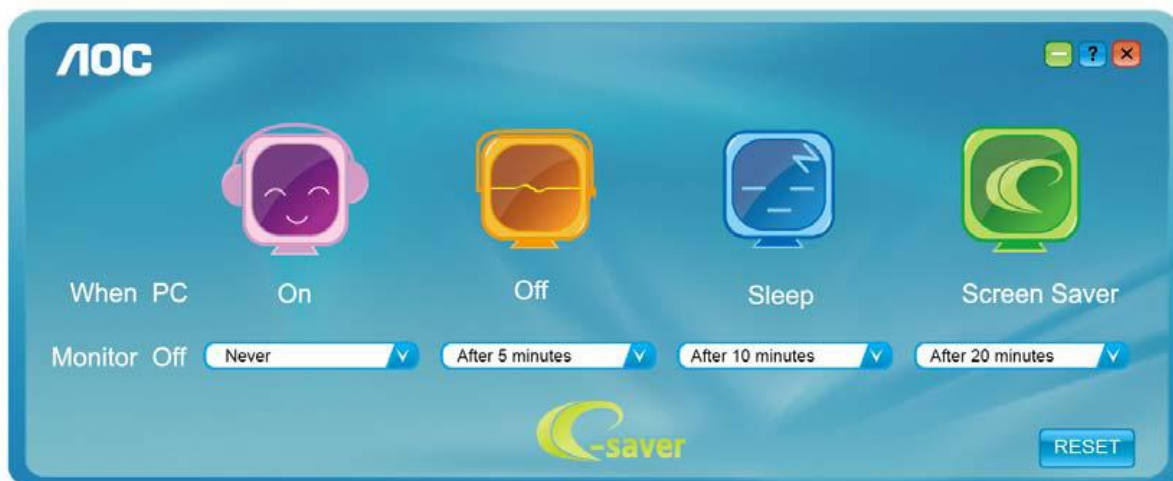 AOC
?
When PC On Off Sleep Screen Saver
Monitor Off Never After 5 minutes After 10 minutes After 20 minutes
e-saver
RESET